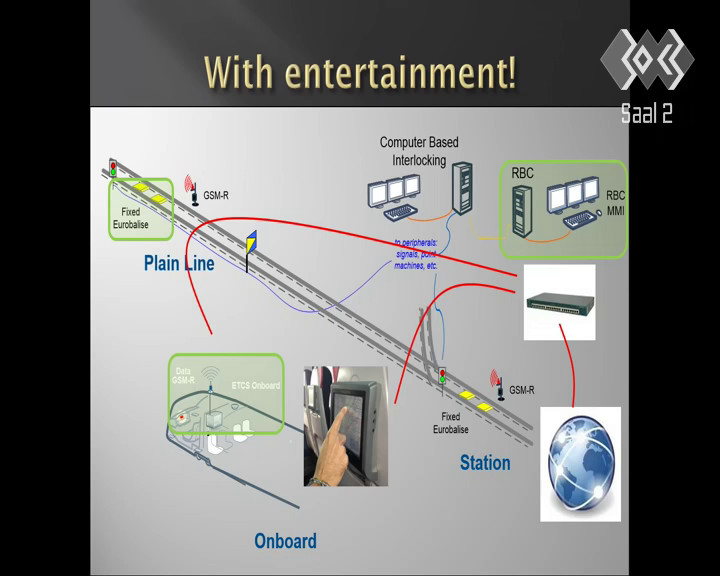 With entertainment!
Saal 2
Computer Based
Interlocking
RBC
RBC
MMI
GSM-R
Fixed
Eurobalise
to peripherals:
signals, point
machines, etc.
Plain Line
Data
GSM-R
ETCS Onboard
GSM-R
Fixed
Eurobalise
Station
Onboard